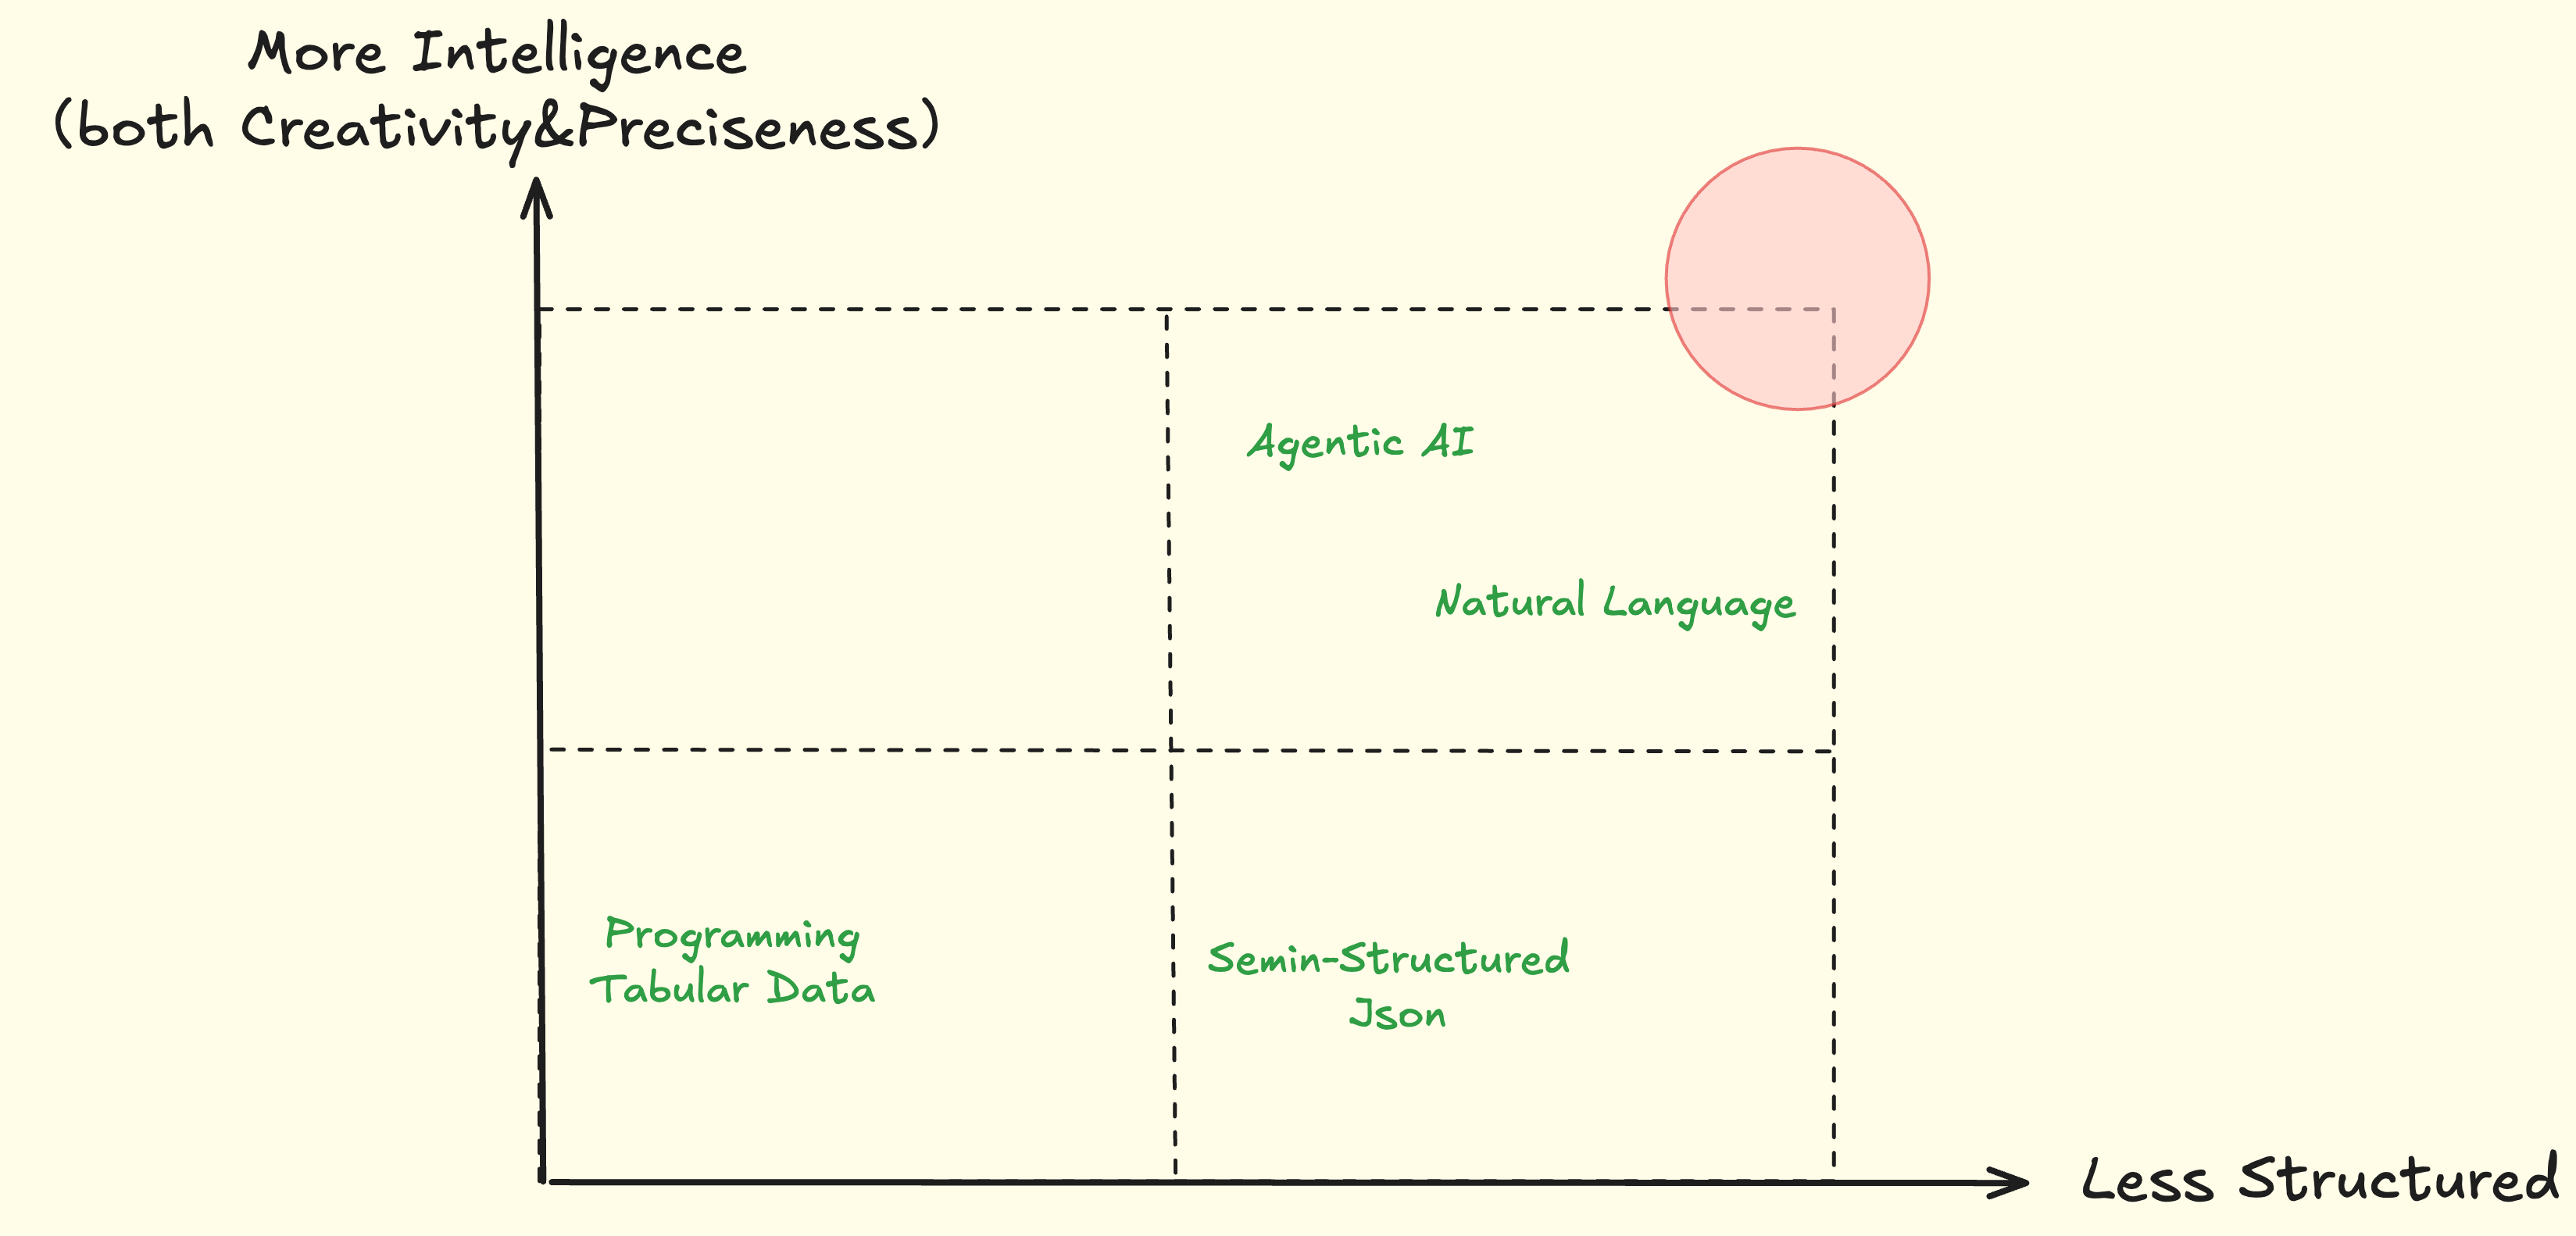 More Intelligence
(both Creativity&Preciseness)
Agentic AI
Natural Language
Programming
Tabular Data
Semin-Structured
Json
Less Structured